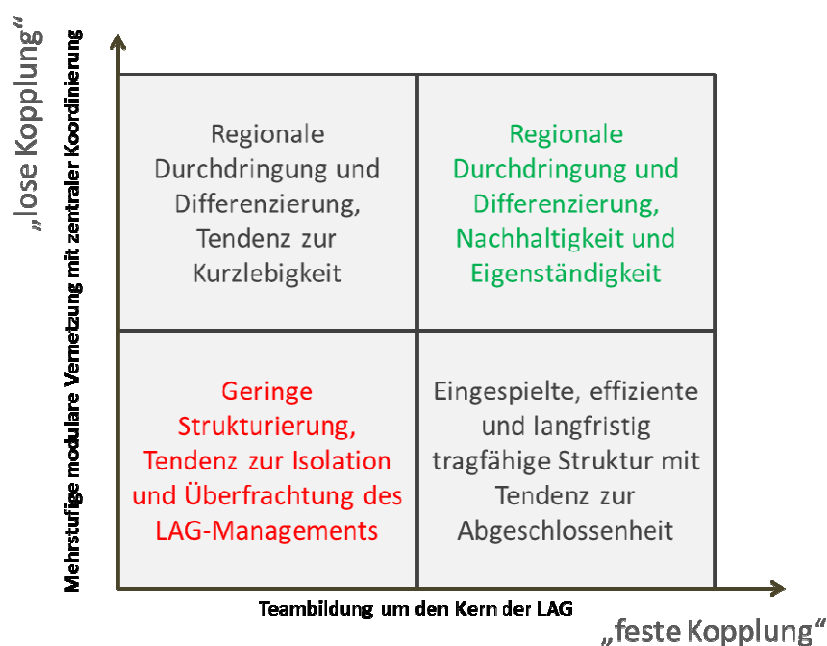 „lose Kopplung“
Mehrstufige modulare Vernetzung mit zentraler Koordinierung
Regionale
Durchdringung und
Differenzierung,
Tendenz zur
Kurzlebigkeit
Regionale
Durchdringung und
Differenzierung,
Nachhaltigkeit und
Eigenständigkeit
Geringe
Strukturierung,
Tendenz zur Isolation
und Überfrachtung des
LAG-Managements
Eingespielte, effiziente
und langfristig
tragfähige Struktur mit
Tendenz zur
Abgeschlossenheit
Teambildung um den Kern der LAG
„feste Kopplung“